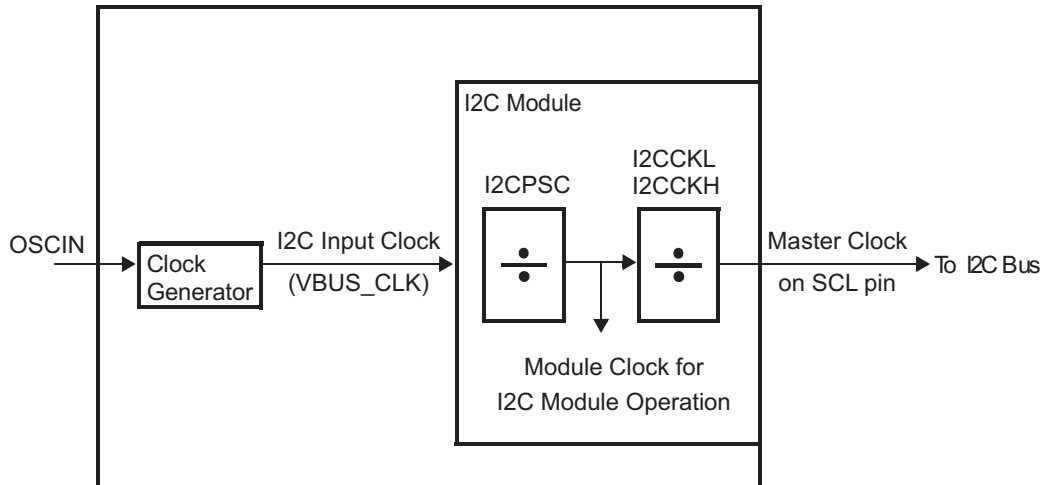 I2C Module
I2CCKL
I2CPSC
I2CCKH
OSCIN
Clock
Generator
I2C Input Clock
(VBUS_CLK)
÷
÷
Master Clock
on SCL pin
To I2C Bus
Module Clock for
I2C Module Operation